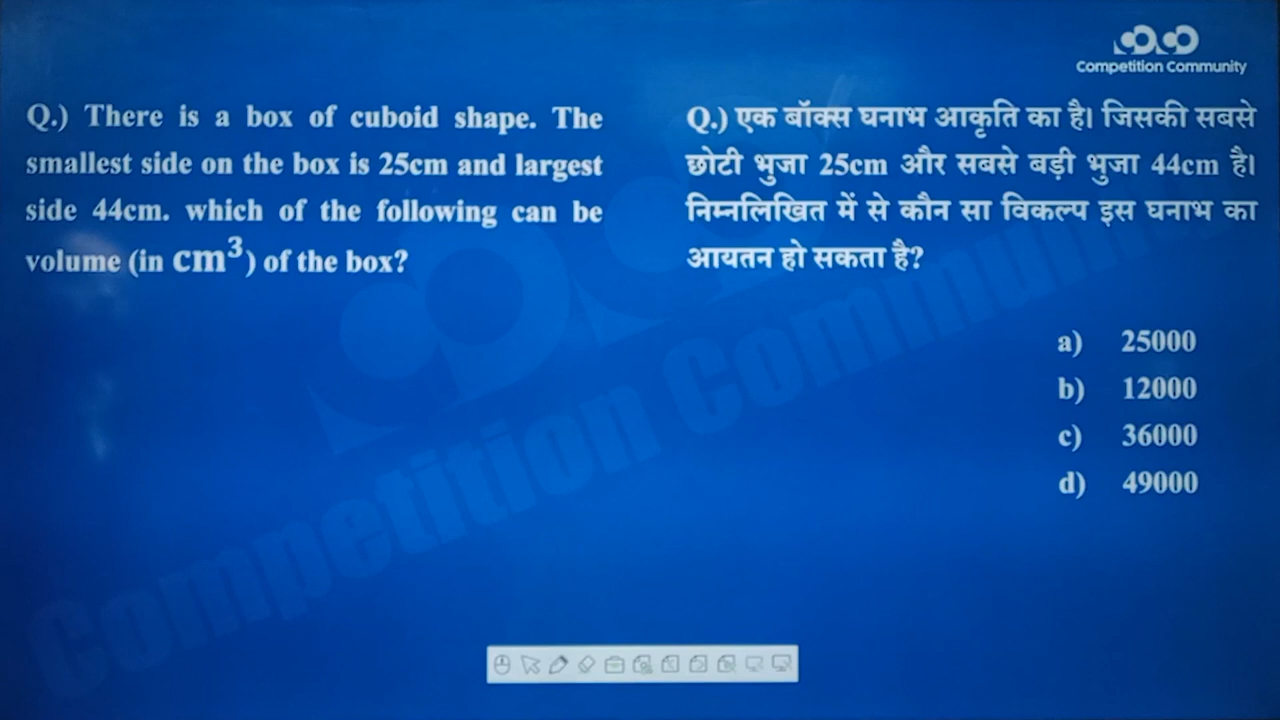 Competition Community
Q.) There is a box of cuboid shape. The
smallest side on the box is 25cm and largest
side 44cm. which of the following can be
volume (in cm³) of the box?
Q.) एक बॉक्स घनाभ आकृति का है। जिसकी सबसे
छोटी भुजा 25cm और सबसे बड़ी भुजा 44cm है।
निम्नलिखित में से कौन सा विकल्प इस घनाभ का
आयतन हो सकता है?
a) 25000
b) 12000
c) 36000
d) 49000
Competition Community